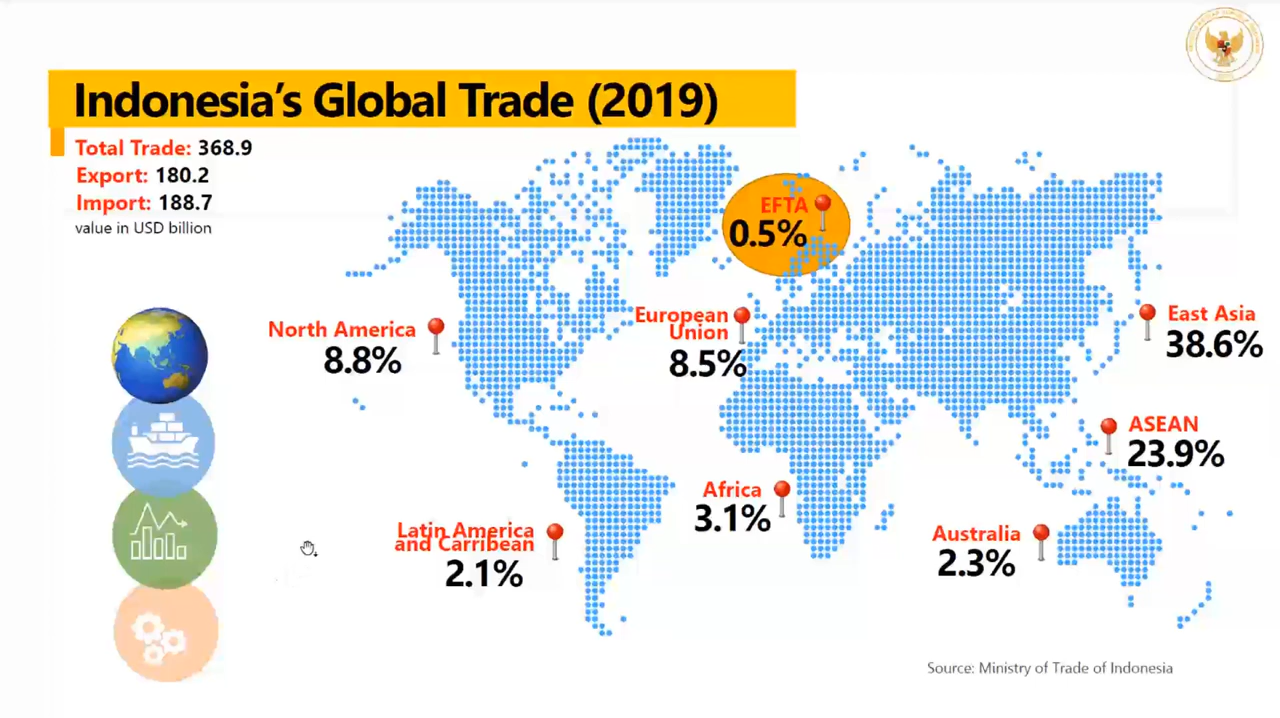 Indonesia's Global Trade (2019)
Total Trade: 368.9
Export: 180.2
Import: 188.7
value in USD billion
EFTA
0.5%
North America
8.8%
European
Union
8.5%
East Asia
38.6%
ASEAN
23.9%
Africa
3.1%
Latin America
and Carribean
2.1%
Australia
2.3%
Source: Ministry of Trade of Indonesia